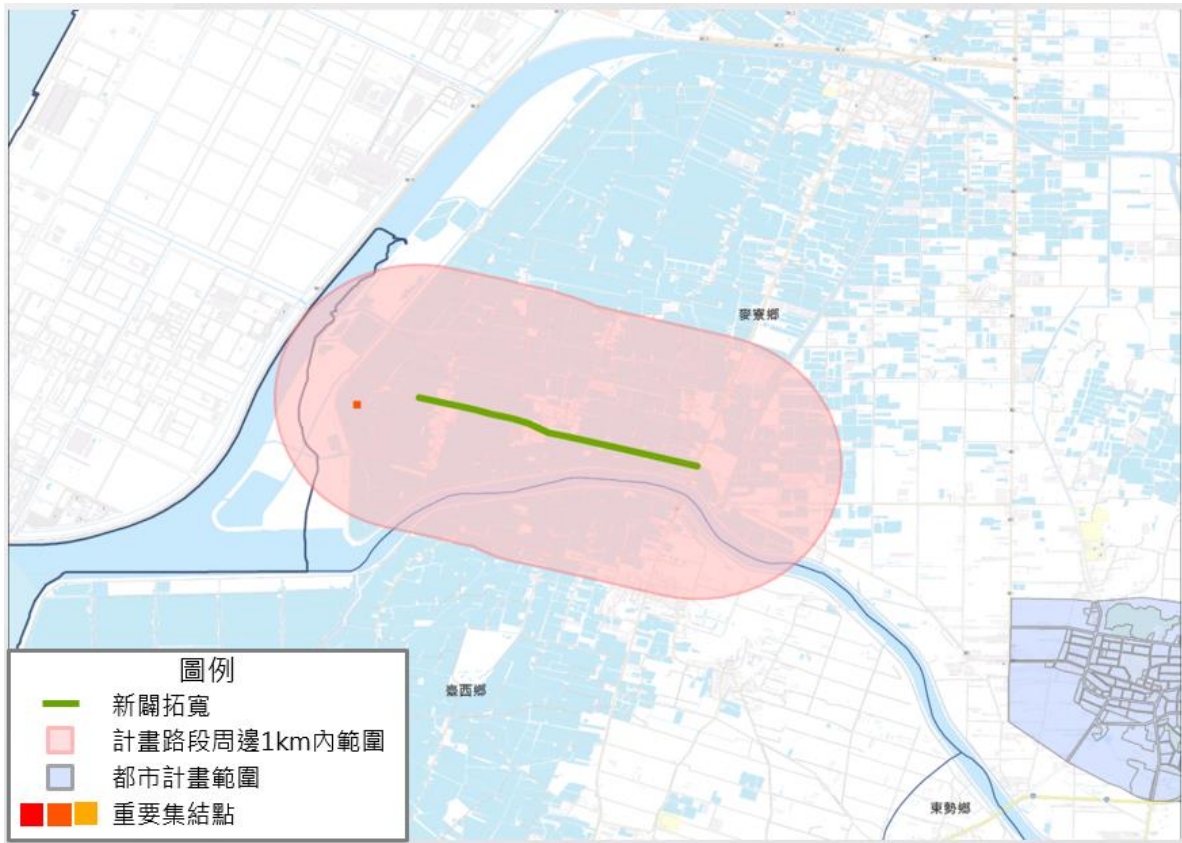 麥寮鄉
臺西鄉
東勢鄉
圖例
新闢拓寬
計畫路段周邊1km內範圍
都市計畫範圍
重要集結點